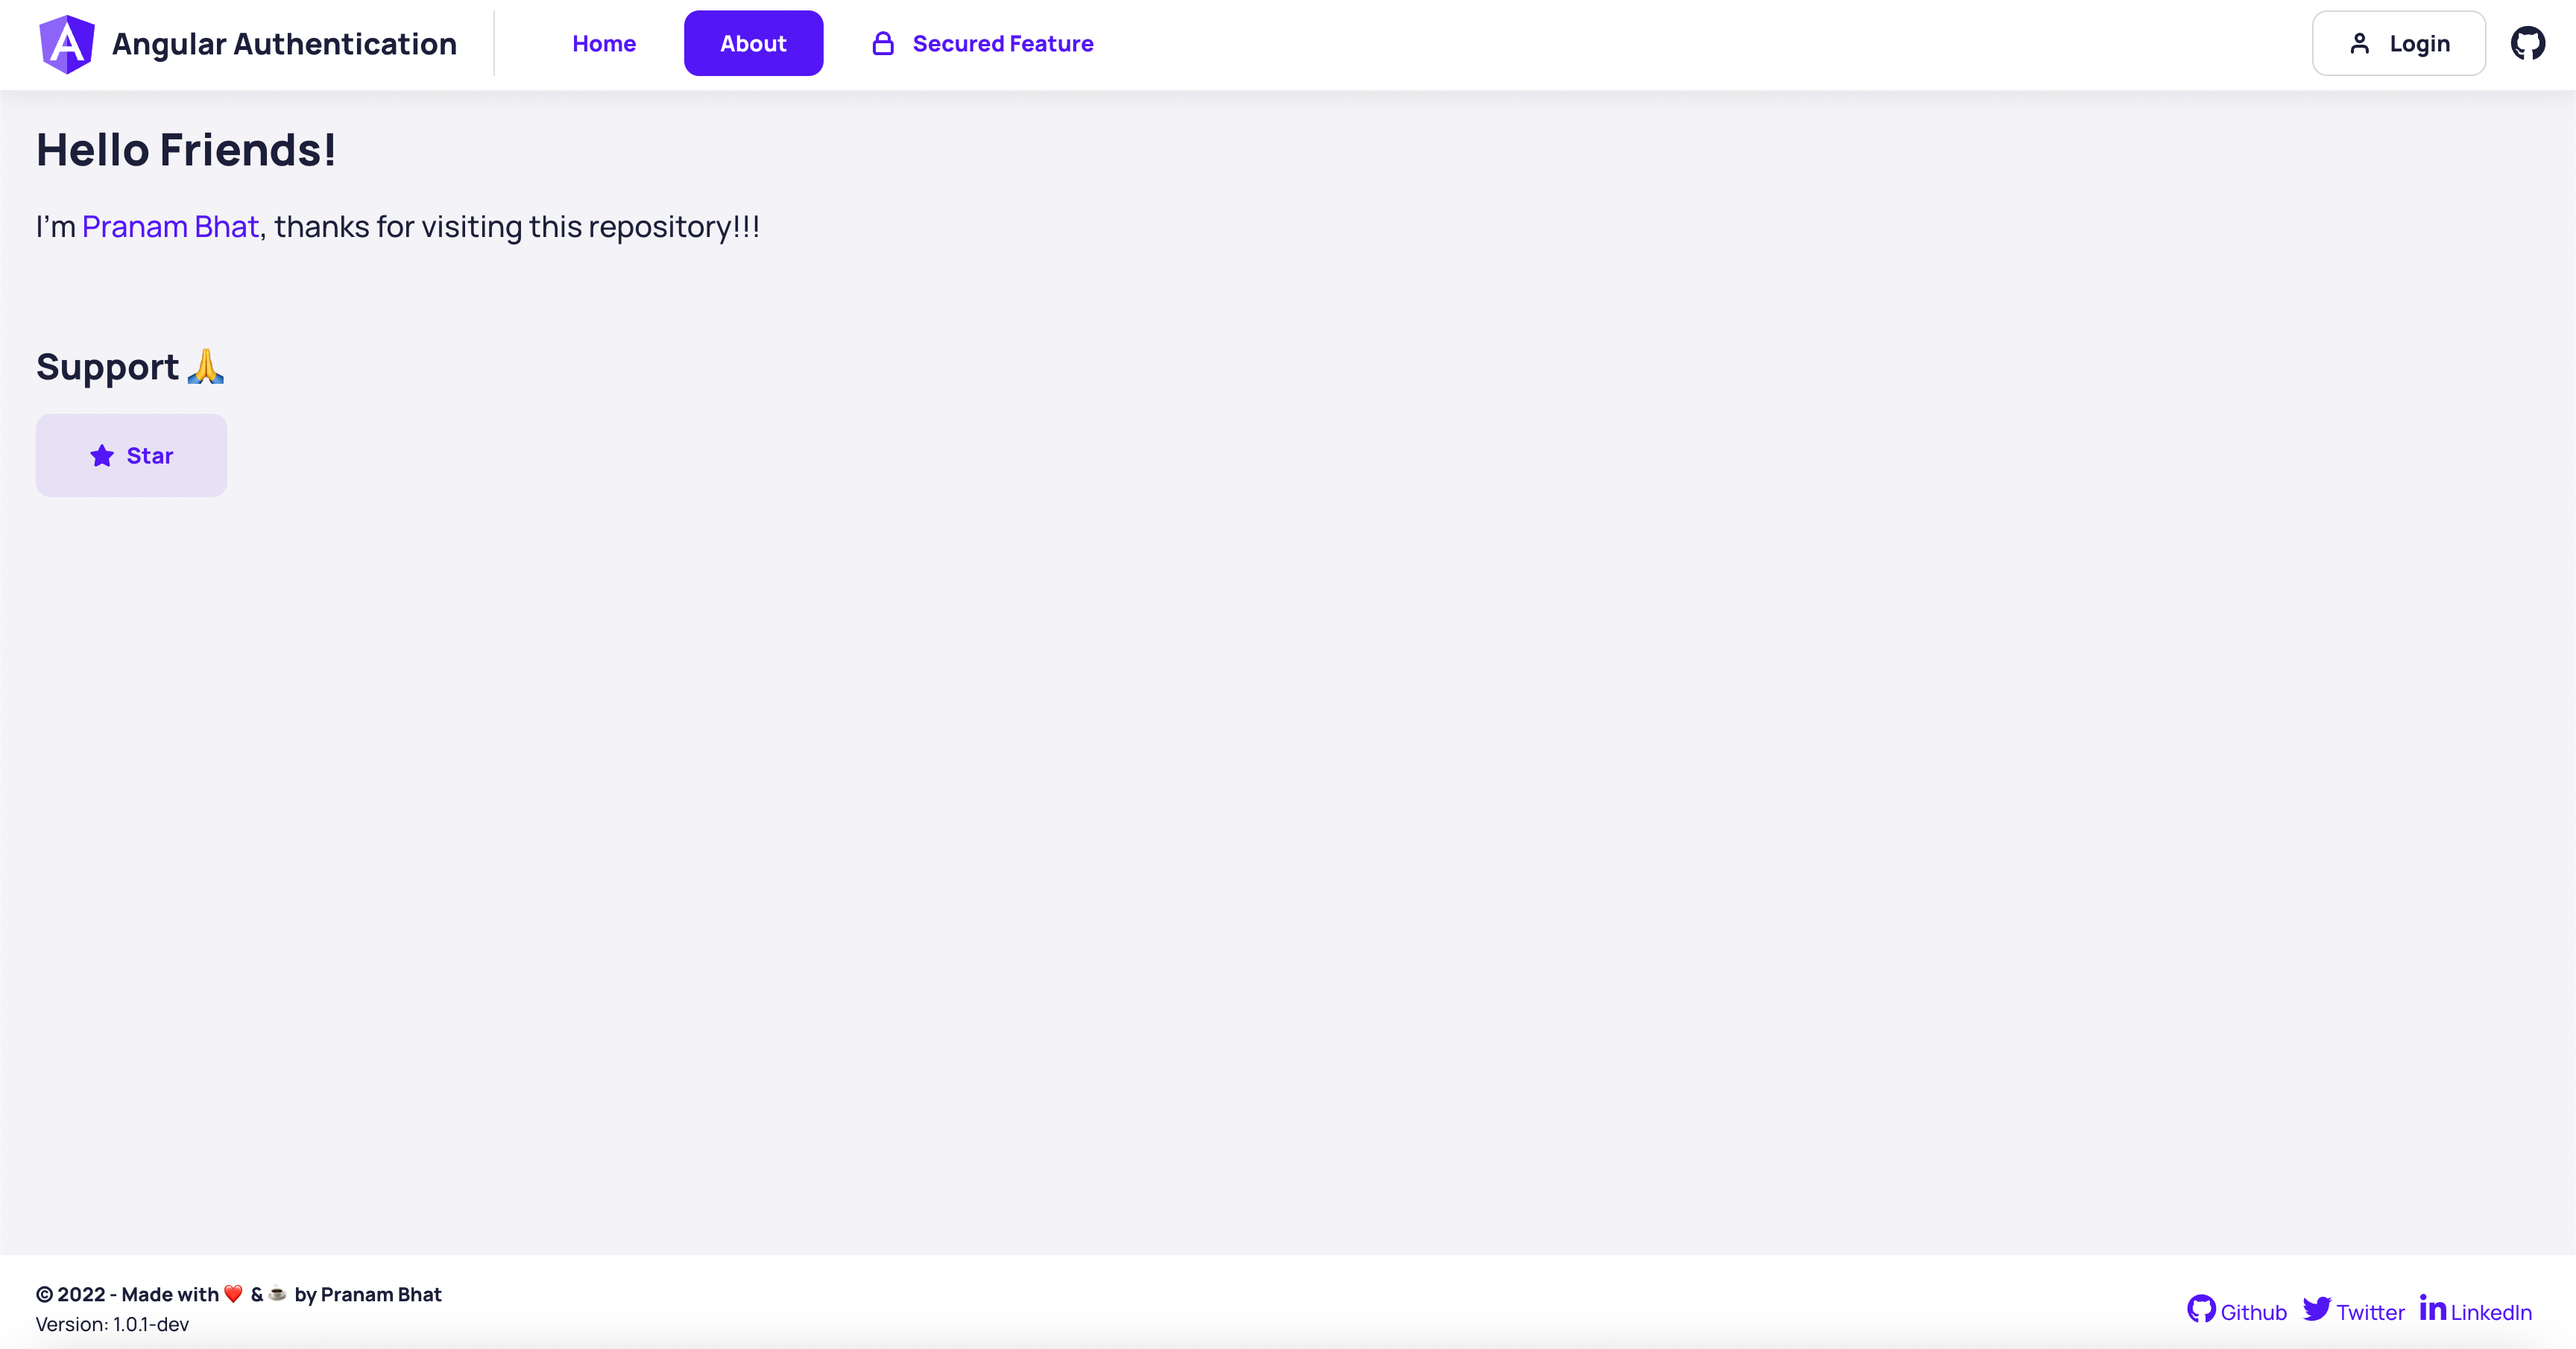 Angular Authentication
Home
About
Secured Feature
Login
Hello Friends!
I'm Pranam Bhat, thanks for visiting this repository!!!
Support 🙏
Star
© 2022 - Made with ❤️ & ☕ by Pranam Bhat
Version: 1.0.1-dev
Github
Twitter
LinkedIn